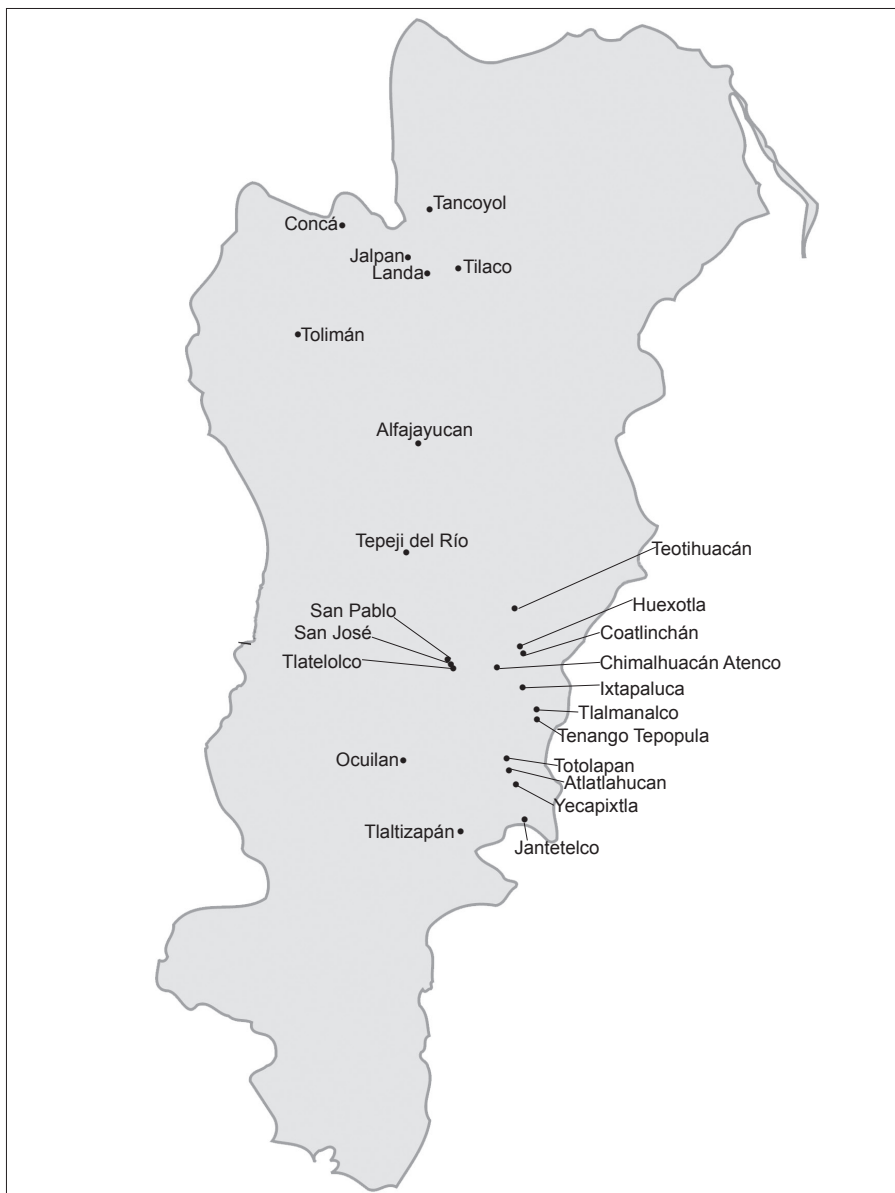 Tancoyol
Concá
Jalpan
Landa
Tilaco
Tolimán
Alfajayucan
Tepeji del Río
Teotihuacán
San Pablo
Huexotla
San José
Coatlinchán
Tlatelolco
Chimalhuacán Atenco
Ixtapaluca
Tlalmanalco
Tenango Tepopula
Ocuilan
Totolapan
Atlatlahucan
Yecapixtla
Tlaltizapán
Jantetelco